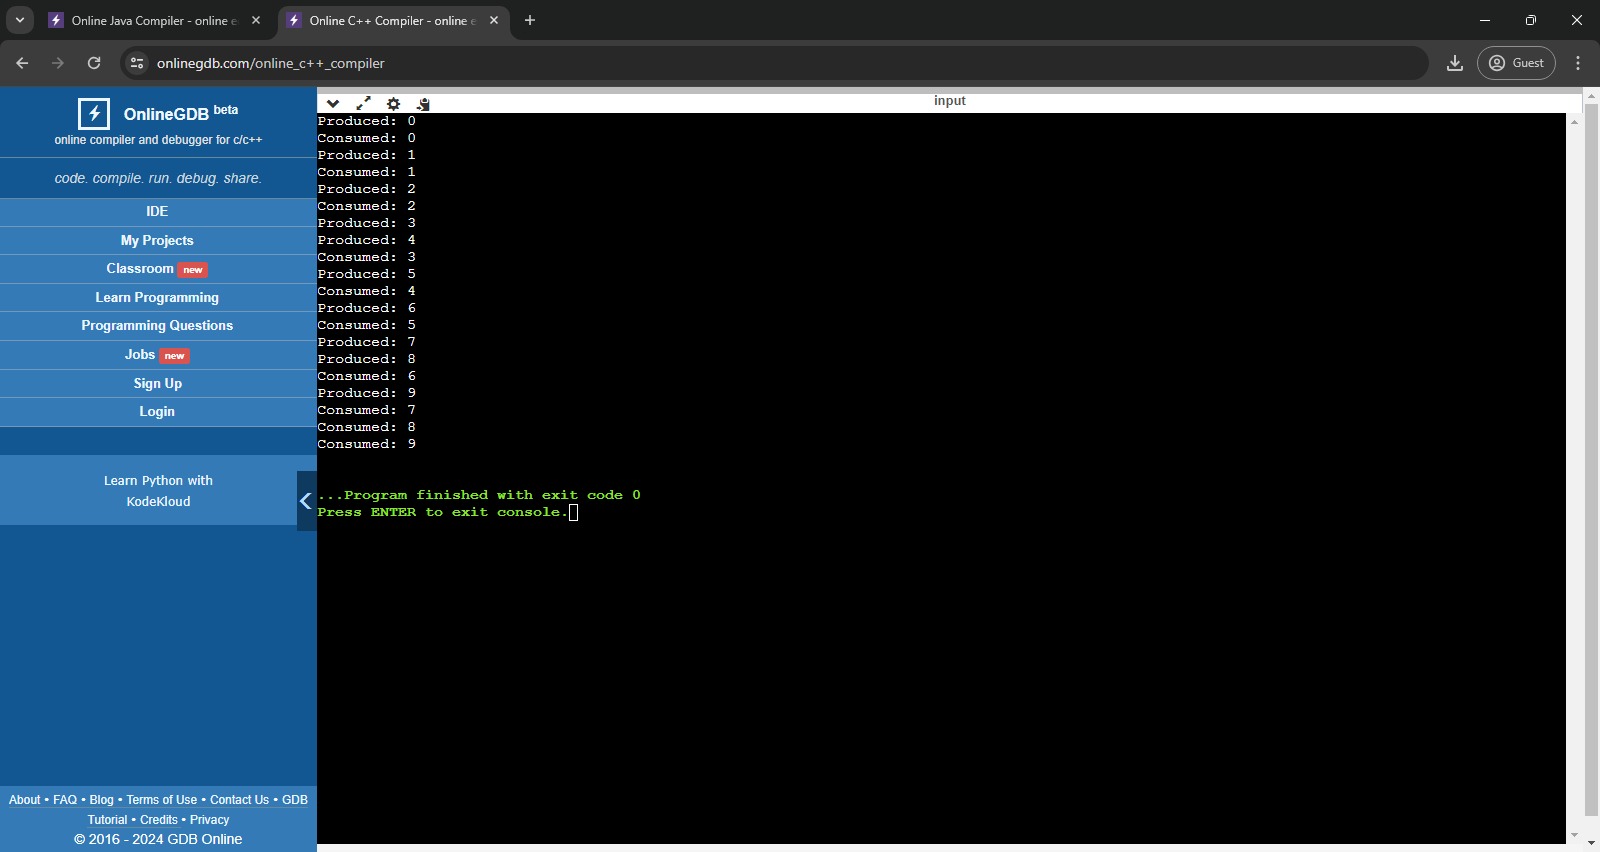 Online Java Compiler - online e
Online C++ Compiler - online e
onlinegdb.com/online_c++_compiler
Guest
OnlineGDB beta
online compiler and debugger for c/c++
code. compile. run. debug. share.
IDE
My Projects
Classroom new
Learn Programming
Programming Questions
Jobs new
Sign Up
Login
Learn Python with
KodeKloud
About • FAQ • Blog • Terms of Use • Contact Us • GDB
Tutorial • Credits • Privacy
© 2016 - 2024 GDB Online
input
Produced: 0
Consumed: 0
Produced: 1
Consumed: 1
Produced: 2
Consumed: 2
Produced: 3
Produced: 4
Consumed: 3
Produced: 5
Consumed: 4
Produced: 6
Consumed: 5
Produced: 7
Produced: 8
Consumed: 6
Produced: 9
Consumed: 7
Consumed: 8
Consumed: 9
...Program finished with exit code 0
Press ENTER to exit console.